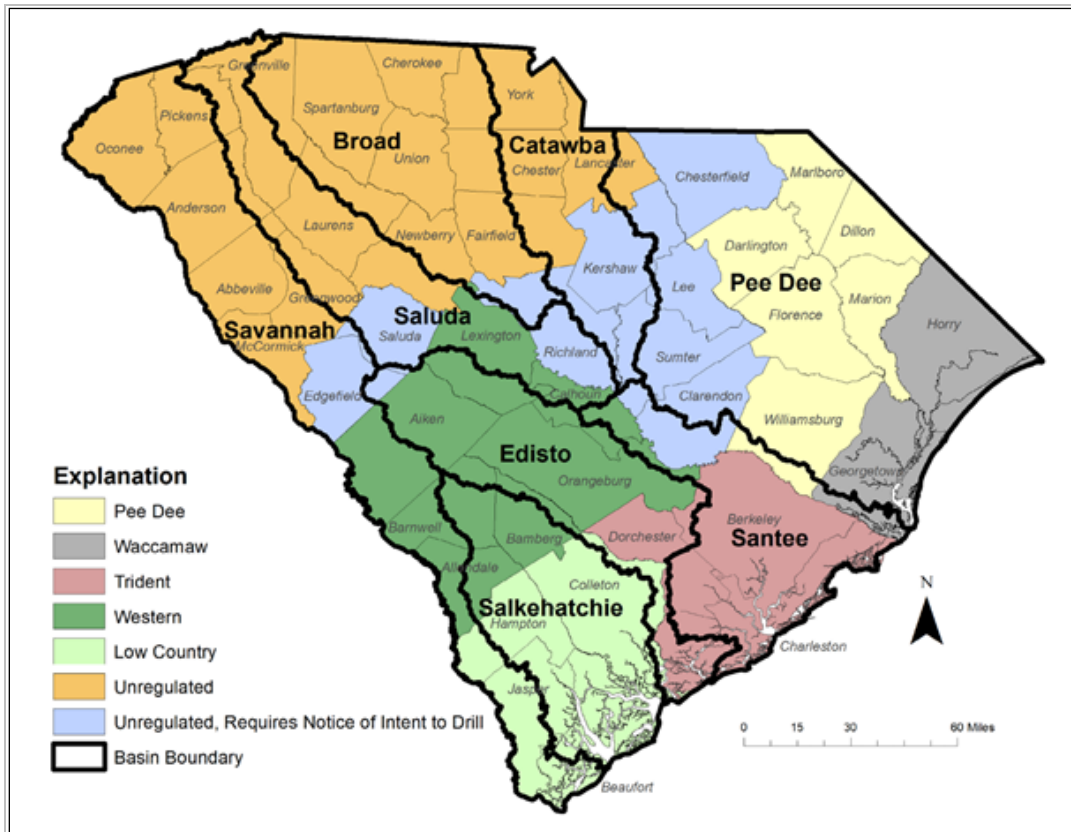 Greenville
Cherokee
Pickens
Spartanburg
York
Oconee
Broad
Catawba
Union
Chester
Lancaster
Chesterfield
Marlboro
Anderson
Laurens
Newberry
Fairfield
Darlington
Dillon
Kershaw
Lee
Pee Dee
Abbeville
Greenwood
Saluda
Marion
Florence
Horry
Savannah
McCormick
Saluda
Lexington
Richland
Sumter
Edgefield
Calhoun
Clarendon
Aiken
Williamsburg
Edisto
Georgetown
Orangeburg
Explanation
Pee Dee
Waccamaw
Trident
Western
Low Country
Unregulated
Unregulated, Requires Notice of Intent to Drill
Basin Boundary
Barnwell
Bamberg
Dorchester
Berkeley
Santee
Allendale
Colleton
Salkehatchie
Hampton
N
Charleston
Jasper
0 15 30 60 Miles
Beaufort